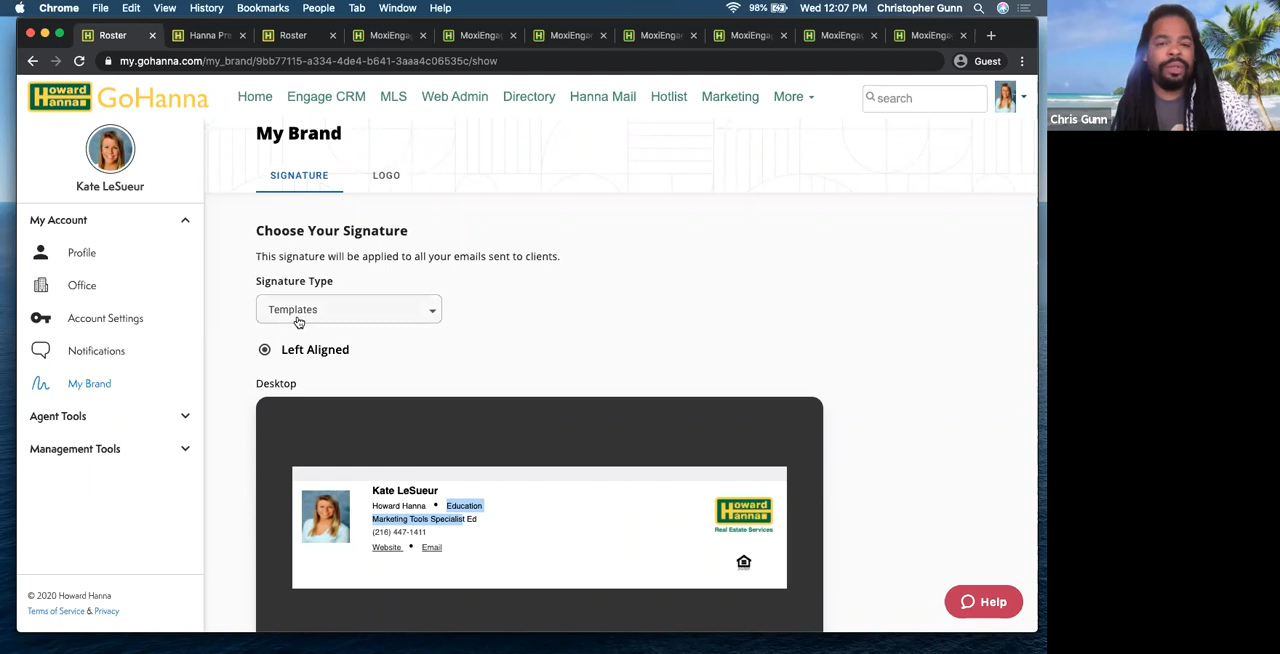 Chrome File Edit View History Bookmarks People Tab Window Help 98% Wed 12:07 PM Christopher Gunn
Roster Hanna Pre Roster MoxiEngag MoxiEngag MoxiEngag MoxiEngag MoxiEngag MoxiEngag MoxiEngag
my.gohanna.com/my_brand/9bb77115-a334-4de4-b641-3aaa4c06535c/show Guest
Howard Hanna GoHanna Home Engage CRM MLS Web Admin Directory Hanna Mail Hotlist Marketing More search
Chris Gunn
Kate LeSueur
My Account
Profile
Office
Account Settings
Notifications
My Brand
Agent Tools
Management Tools
© 2020 Howard Hanna
Terms of Service & Privacy
My Brand
SIGNATURE LOGO
Choose Your Signature
This signature will be applied to all your emails sent to clients.
Signature Type
Templates
Left Aligned
Desktop
Kate LeSueur
Howard Hanna • Education
Marketing Tools Specialist Ed
(216) 447-1411
Website • Email
Howard Hanna
Real Estate Services
Help